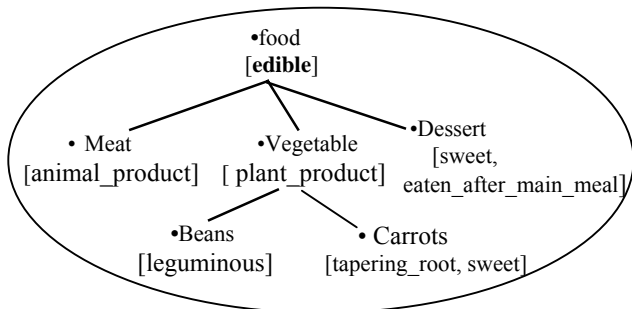 •food
[edible]
• Meat
[animal_product]
•Vegetable
[ plant_product]
•Dessert
[sweet,
eaten_after_main_meal]
•Beans
[leguminous]
• Carrots
[tapering_root, sweet]